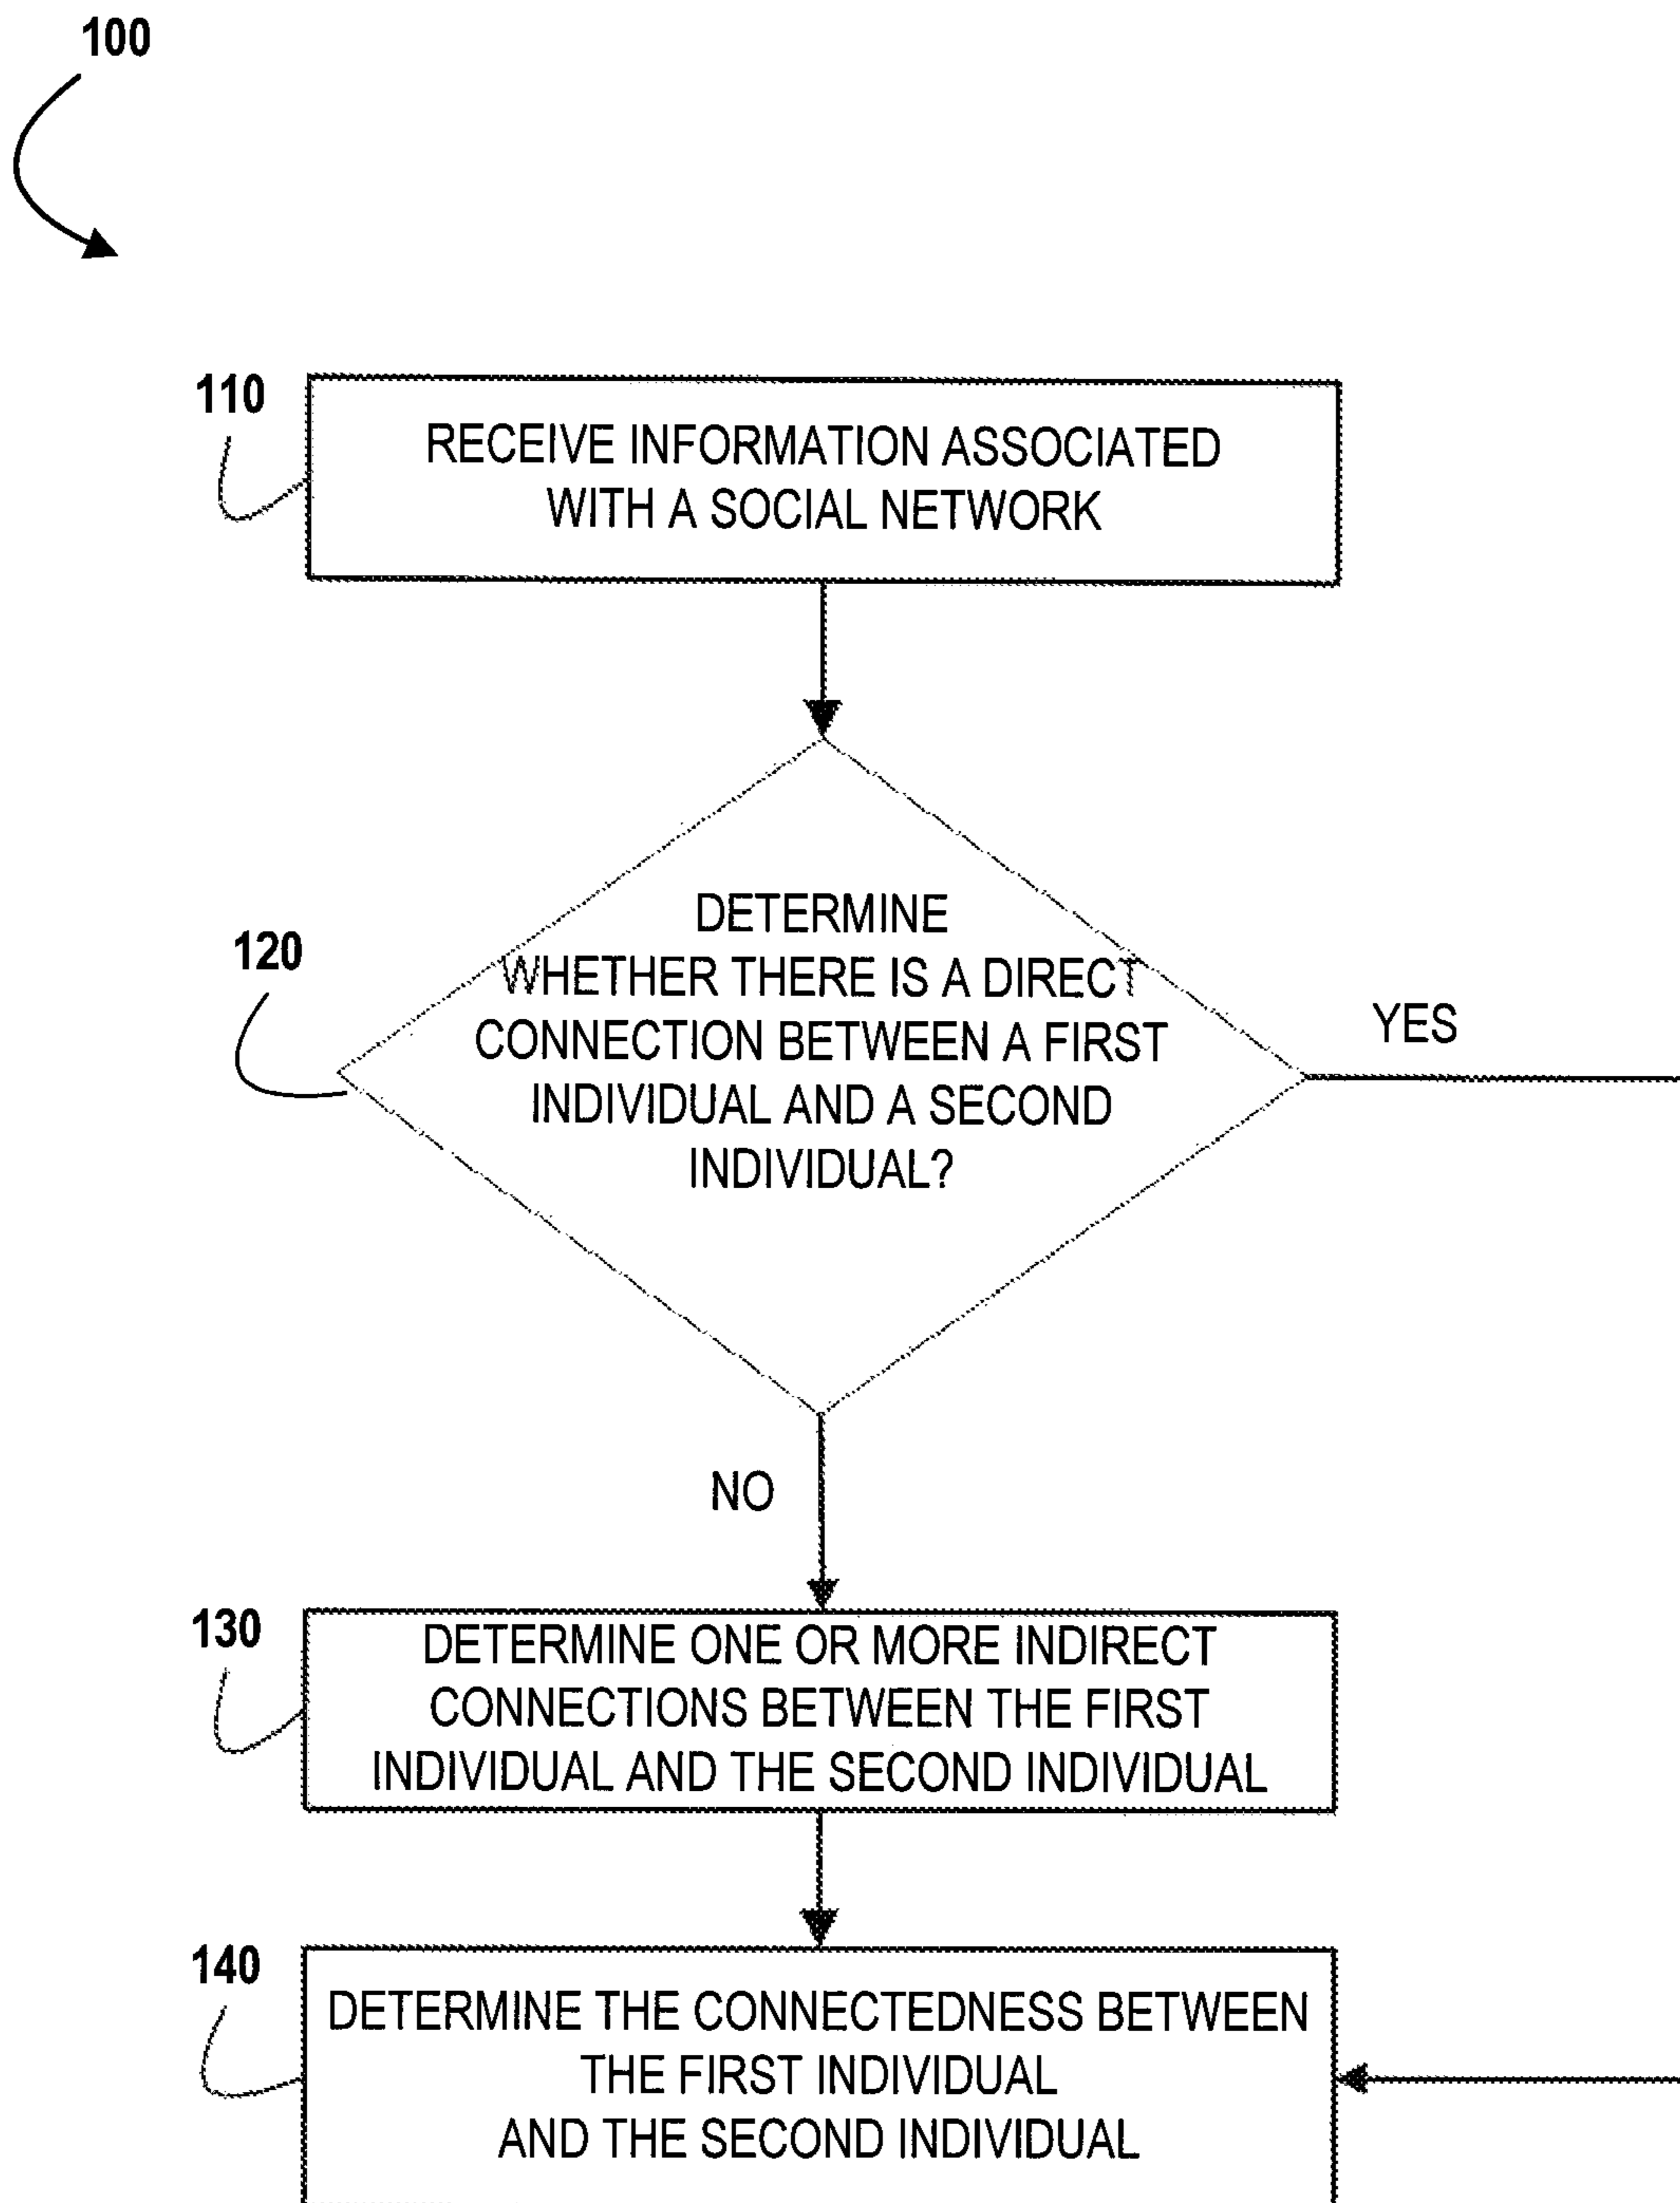 100
110
RECEIVE INFORMATION ASSOCIATED
WITH A SOCIAL NETWORK
120
DETERMINE
WHETHER THERE IS A DIRECT
CONNECTION BETWEEN A FIRST
INDIVIDUAL AND A SECOND
INDIVIDUAL?
YES
NO
130
DETERMINE ONE OR MORE INDIRECT
CONNECTIONS BETWEEN THE FIRST
INDIVIDUAL AND THE SECOND INDIVIDUAL
140
DETERMINE THE CONNECTEDNESS BETWEEN
THE FIRST INDIVIDUAL
AND THE SECOND INDIVIDUAL